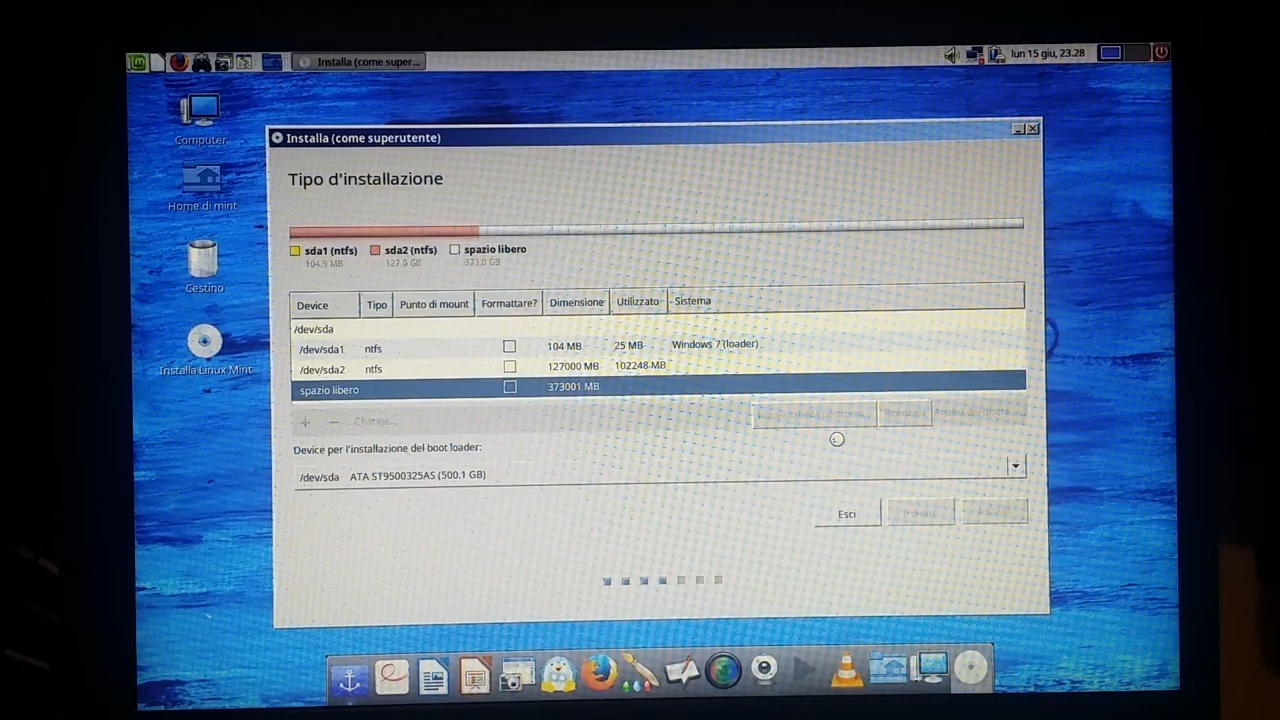 Installa (come super...
lun 15 giu, 23.28
Computer
Home di mint
Cestino
Installa Linux Mint
Installa (come superutente)
Tipo d'installazione
sda1 (ntfs) sda2 (ntfs) spazio libero
104.9 MB 127.0 GB 373.0 GB
Device Tipo Punto di mount Formattare? Dimensione Utilizzato Sistema
/dev/sda
/dev/sda1 ntfs 104 MB 25 MB Windows 7 (loader)
/dev/sda2 ntfs 127000 MB 102248 MB
spazio libero 373001 MB
+ − Change...
Device per l'installazione del boot loader:
/dev/sda ATA ST9500325AS (500.1 GB)
Esci